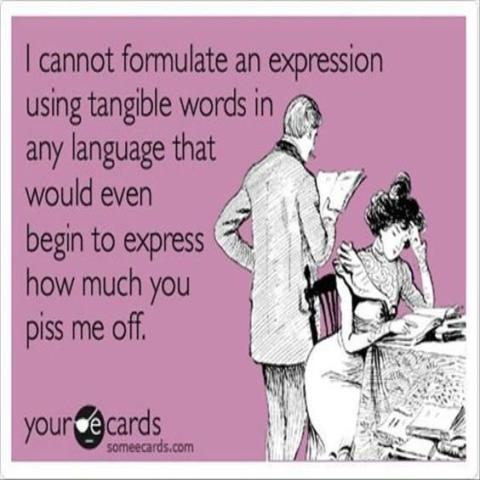 I cannot formulate an expression
using tangible words in
any language that
would even
begin to express
how much you
piss me off.
your e cards
someecards.com